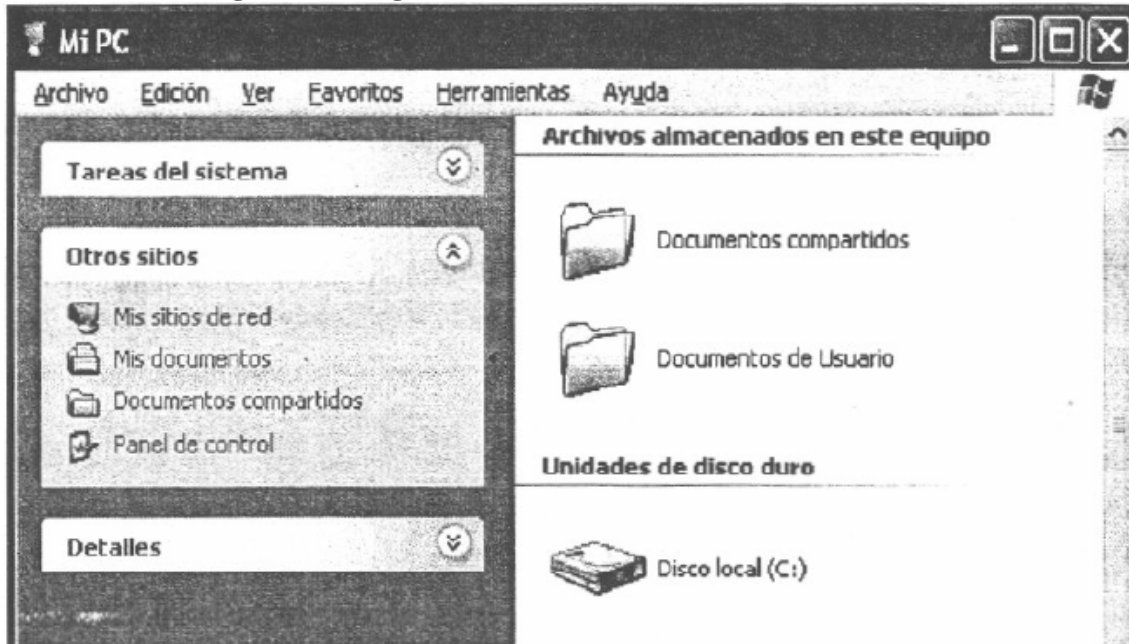 Mi PC
Archivo Edición Ver Favoritos Herramientas Ayuda
Tareas del sistema
Otros sitios
Mis sitios de red
Mis documentos
Documentos compartidos
Panel de control
Detalles
Archivos almacenados en este equipo
Documentos compartidos
Documentos de Usuario
Unidades de disco duro
Disco local (C:)